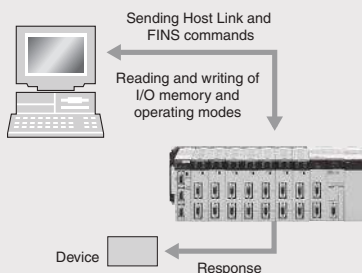 Sending Host Link and
FINS commands
Reading and writing of
I/O memory and
operating modes
Device
Response